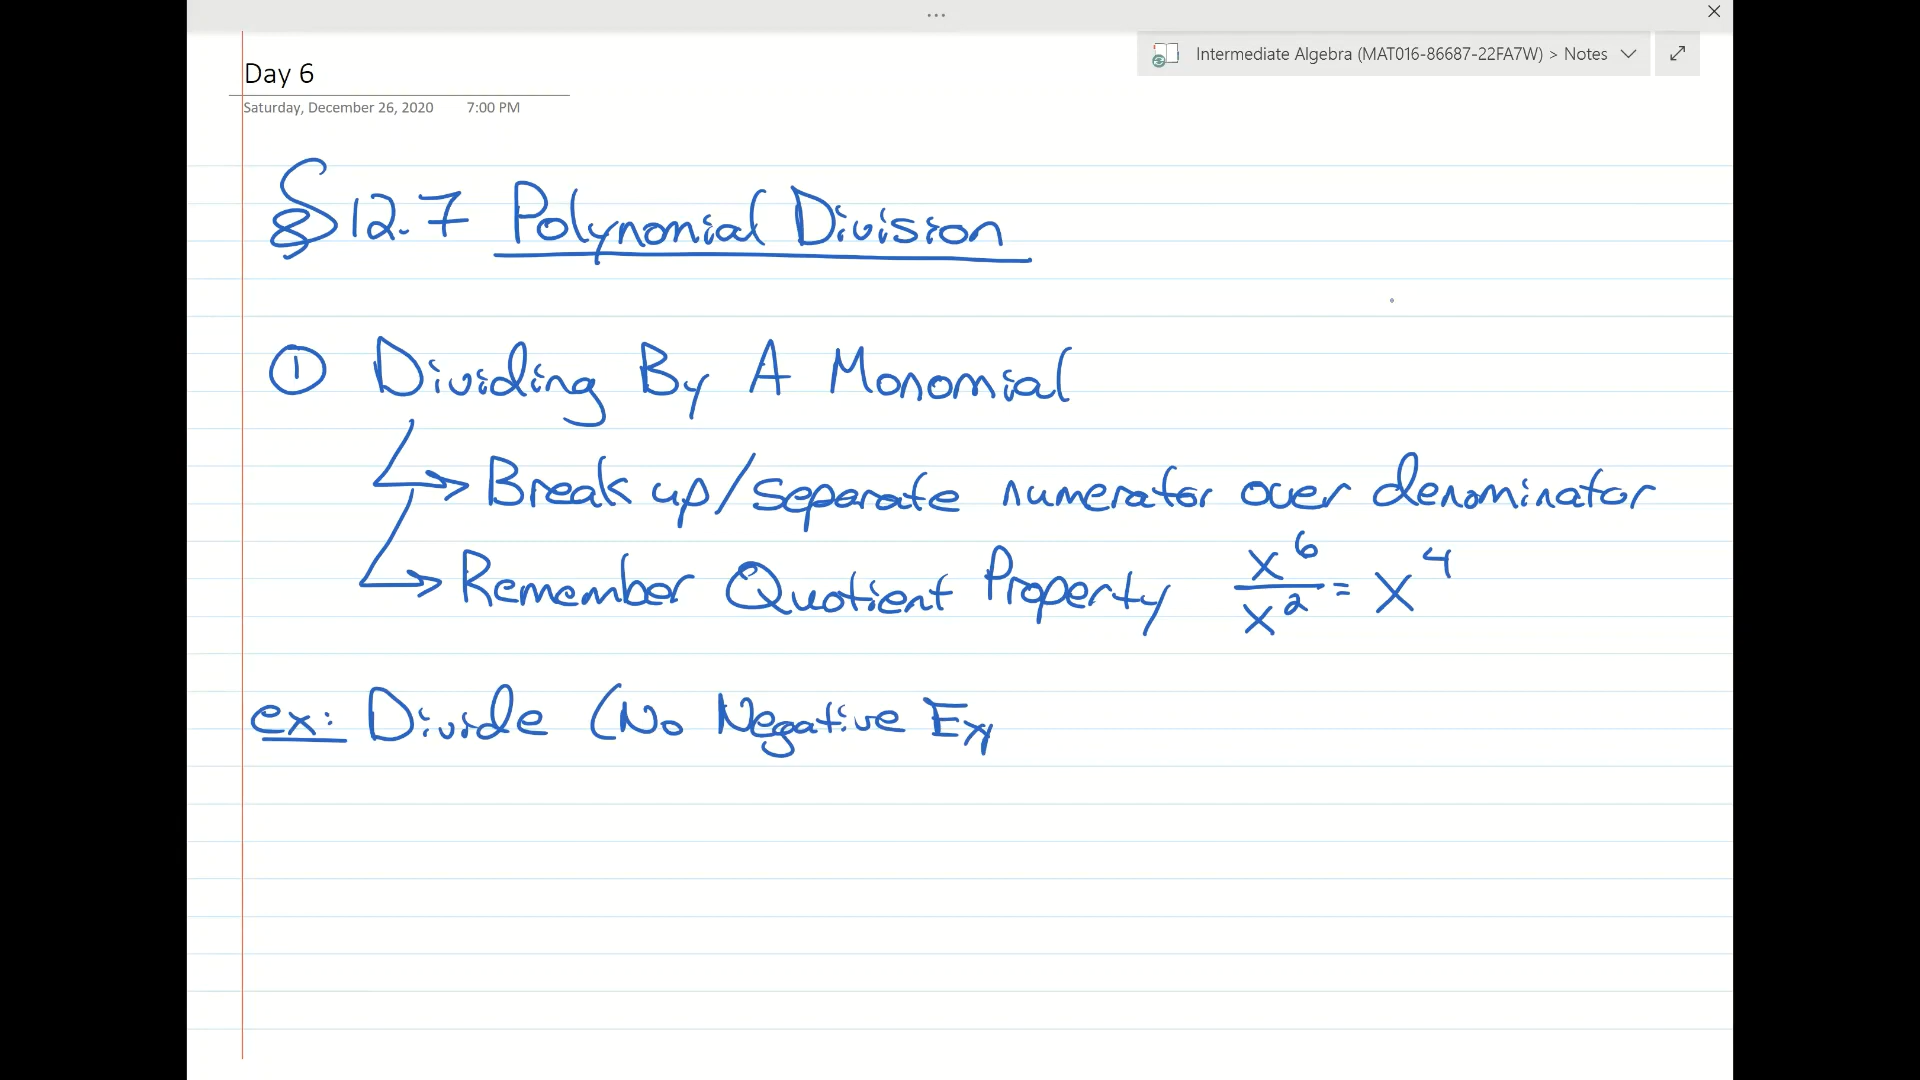 ...
Intermediate Algebra (MAT016-86687-22FA7W) > Notes
Day 6
Saturday, December 26, 2020 7:00 PM
§ 12.7 Polynomial Division
① Dividing By A Monomial
→ Break up/separate numerator over denominator
→ Remember Quotient Property x^6/x^2 = x^4
ex: Divide (No Negative Exp